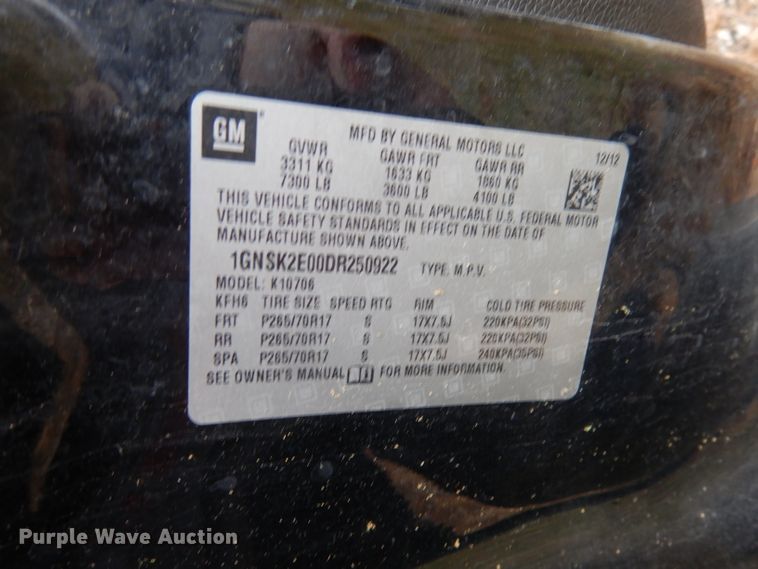 GM
MFD BY GENERAL MOTORS LLC
12/12
GVWR GAWR FRT GAWR RR
3311 KG 1633 KG 1860 KG
7300 LB 3600 LB 4100 LB
THIS VEHICLE CONFORMS TO ALL APPLICABLE U.S. FEDERAL MOTOR
VEHICLE SAFETY STANDARDS IN EFFECT ON THE DATE OF
MANUFACTURE SHOWN ABOVE.
1GNSK2E00DR250922 TYPE: M.P.V.
MODEL: K10706
KFH6 TIRE SIZE SPEED RTG RIM COLD TIRE PRESSURE
FRT P265/70R17 S 17X7.5J 220KPA(32PSI)
RR P265/70R17 S 17X7.5J 220KPA(32PSI)
SPA P265/70R17 S 17X7.5J 240KPA(35PSI)
SEE OWNER'S MANUAL FOR MORE INFORMATION.
Purple Wave Auction®